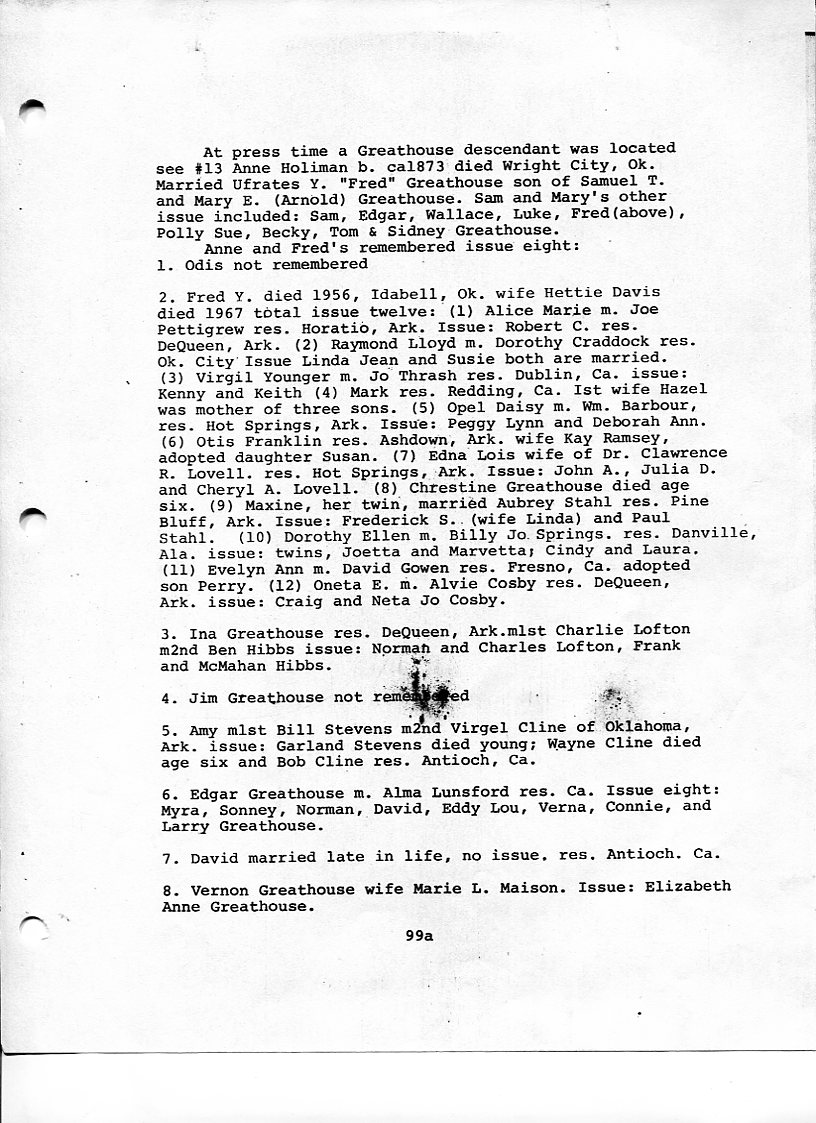 At press time a Greathouse descendant was located
see #13 Anne Holiman b. ca1873 died Wright City, Ok.
Married Ufrates Y. "Fred" Greathouse son of Samuel T.
and Mary E. (Arnold) Greathouse. Sam and Mary's other
issue included: Sam, Edgar, Wallace, Luke, Fred(above),
Polly Sue, Becky, Tom & Sidney Greathouse.
Anne and Fred's remembered issue eight:
1. Odis not remembered
2. Fred Y. died 1956, Idabell, Ok. wife Hettie Davis
died 1967 total issue twelve: (1) Alice Marie m. Joe
Pettigrew res. Horatio, Ark. Issue: Robert C. res.
DeQueen, Ark. (2) Raymond Lloyd m. Dorothy Craddock res.
Ok. City Issue Linda Jean and Susie both are married.
(3) Virgil Younger m. Jo Thrash res. Dublin, Ca. issue:
Kenny and Keith (4) Mark res. Redding, Ca. Ist wife Hazel
was mother of three sons. (5) Opel Daisy m. Wm. Barbour,
res. Hot Springs, Ark. Issue: Peggy Lynn and Deborah Ann.
(6) Otis Franklin res. Ashdown, Ark. wife Kay Ramsey,
adopted daughter Susan. (7) Edna Lois wife of Dr. Clawrence
R. Lovell. res. Hot Springs, Ark. Issue: John A., Julia D.
and Cheryl A. Lovell. (8) Chrestine Greathouse died age
six. (9) Maxine, her twin, married Aubrey Stahl res. Pine
Bluff, Ark. Issue: Frederick S. (wife Linda) and Paul
Stahl. (10) Dorothy Ellen m. Billy Jo Springs. res. Danville,
Ala. issue: twins, Joetta and Marvetta; Cindy and Laura.
(11) Evelyn Ann m. David Gowen res. Fresno, Ca. adopted
son Perry. (12) Oneta E. m. Alvie Cosby res. DeQueen,
Ark. issue: Craig and Neta Jo Cosby.
3. Ina Greathouse res. DeQueen, Ark.m1st Charlie Lofton
m2nd Ben Hibbs issue: Norman and Charles Lofton, Frank
and McMahan Hibbs.
4. Jim Greathouse not remembered
5. Amy m1st Bill Stevens m2nd Virgel Cline of Oklahoma,
Ark. issue: Garland Stevens died young; Wayne Cline died
age six and Bob Cline res. Antioch, Ca.
6. Edgar Greathouse m. Alma Lunsford res. Ca. Issue eight:
Myra, Sonney, Norman, David, Eddy Lou, Verna, Connie, and
Larry Greathouse.
7. David married late in life, no issue. res. Antioch. Ca.
8. Vernon Greathouse wife Marie L. Maison. Issue: Elizabeth
Anne Greathouse.
99a